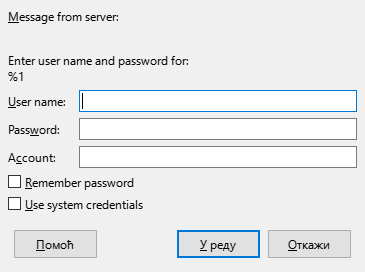 Message from server:
Enter user name and password for:
%1
User name:
Password:
Account:
Remember password
Use system credentials
Помоћ
У реду
Откажи